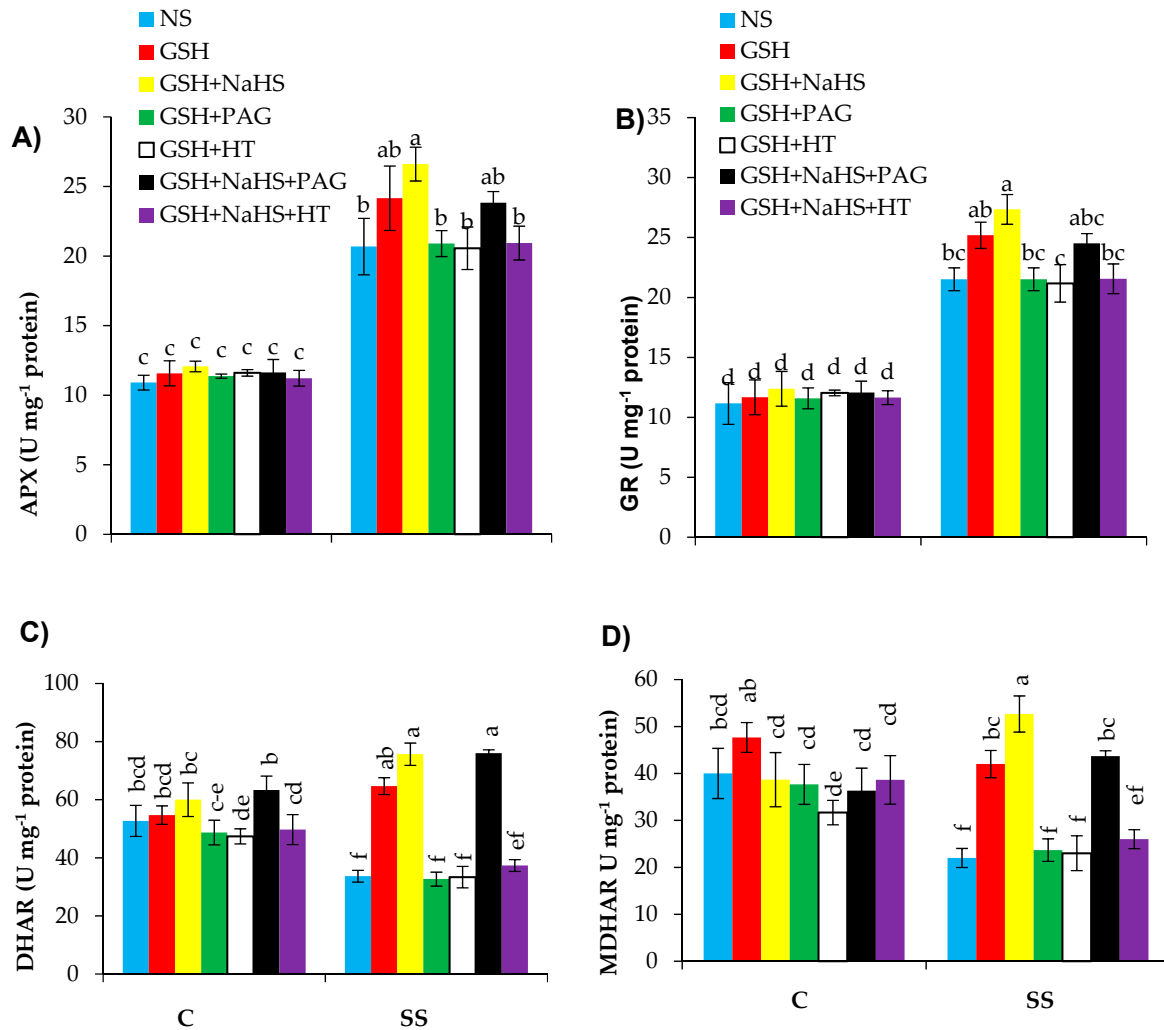 NS
GSH
GSH+NaHS
GSH+PAG
GSH+HT
GSH+NaHS+PAG
GSH+NaHS+HT
A)
APX (U mg-1 protein)
30
25
20
15
10
5
0
c c c c c c c
b ab a b b ab b
NS
GSH
GSH+NaHS
GSH+PAG
GSH+HT
GSH+NaHS+PAG
GSH+NaHS+HT
B)
GR (U mg-1 protein)
35
30
25
20
15
10
5
0
d d d d d d d
bc ab a bc c abc bc
C)
DHAR (U mg-1 protein)
100
80
60
40
20
0
bcd bcd bc c-e de b cd
f ab a f f a ef
C SS
D)
MDHAR U mg-1 protein)
60
50
40
30
20
10
0
bcd ab cd cd de cd cd
f bc a f f bc ef
C SS